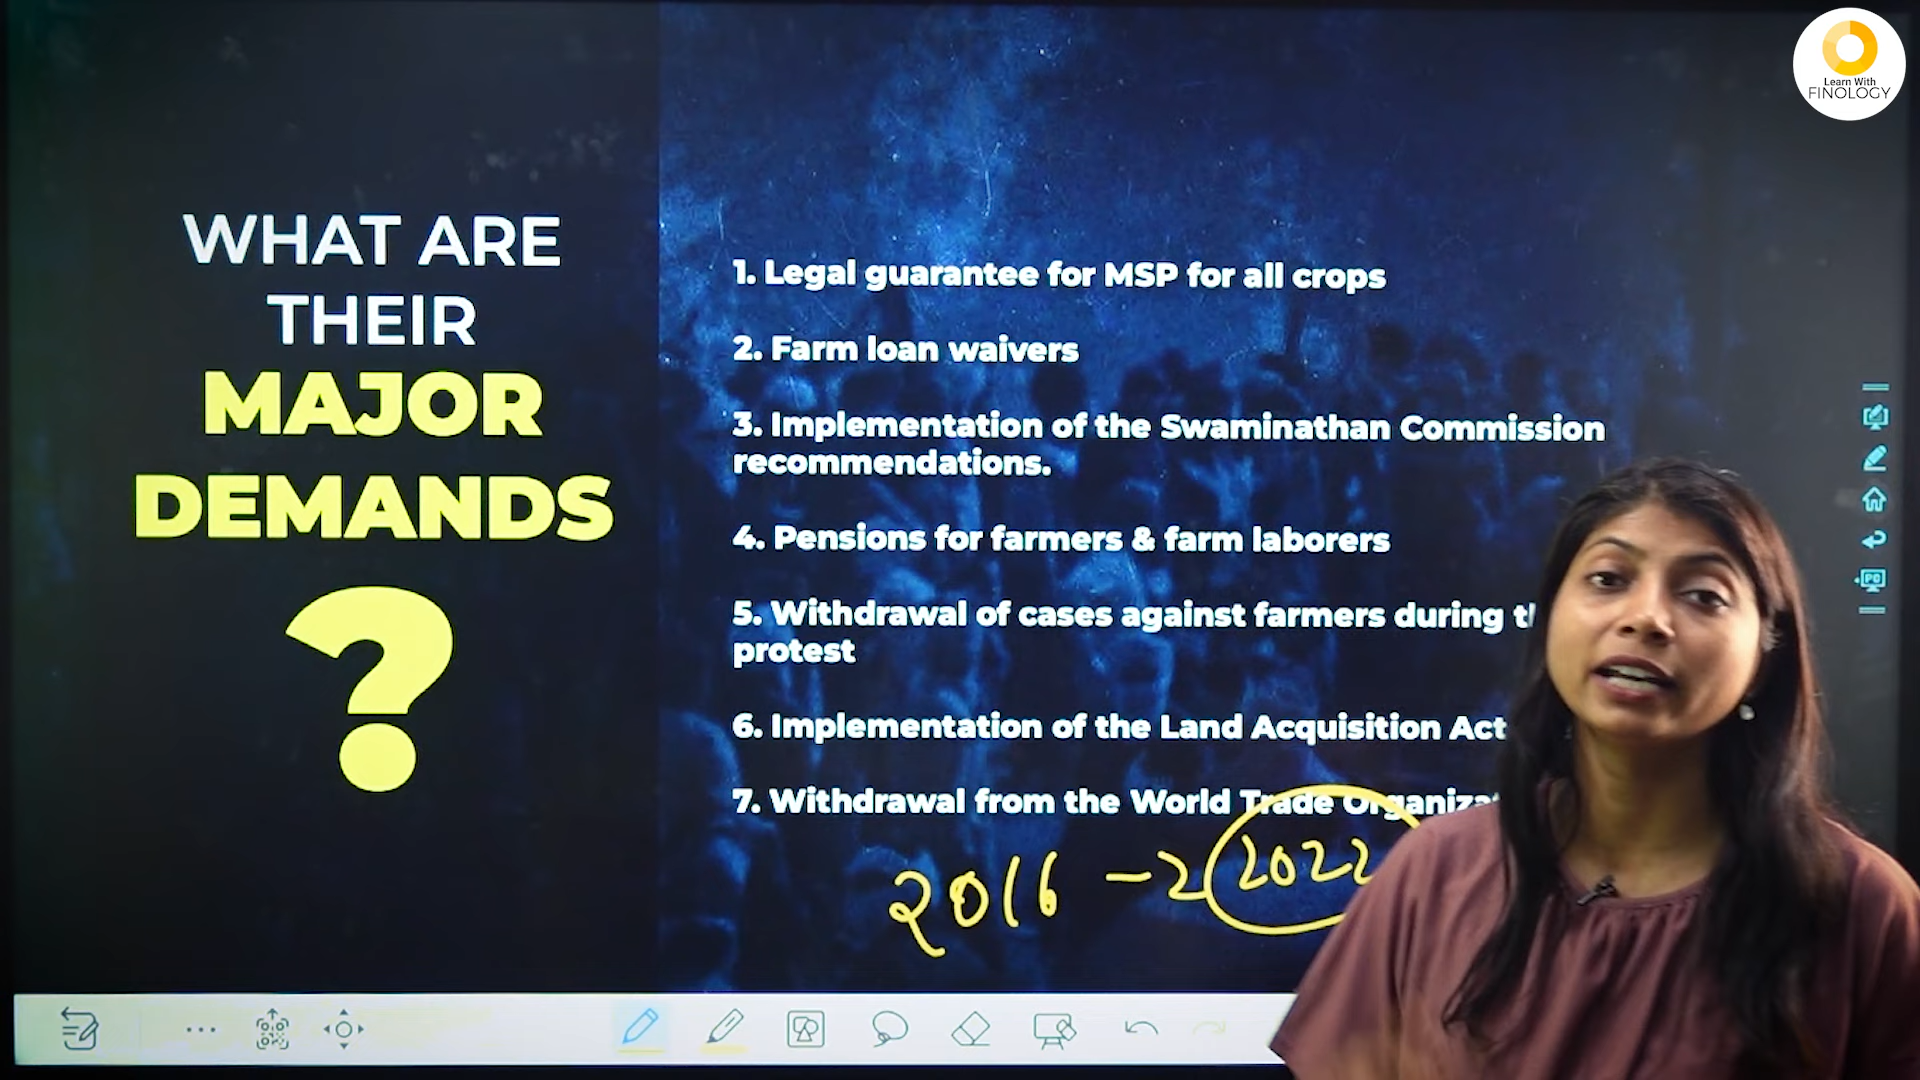 Learn With
FINOLOGY
WHAT ARE
THEIR
MAJOR
DEMANDS
?
1. Legal guarantee for MSP for all crops
2. Farm loan waivers
3. Implementation of the Swaminathan Commission
recommendations.
4. Pensions for farmers & farm laborers
5. Withdrawal of cases against farmers during
protest
6. Implementation of the Land Acquisition Act
7. Withdrawal from the World Trade
2016 - 2 2022